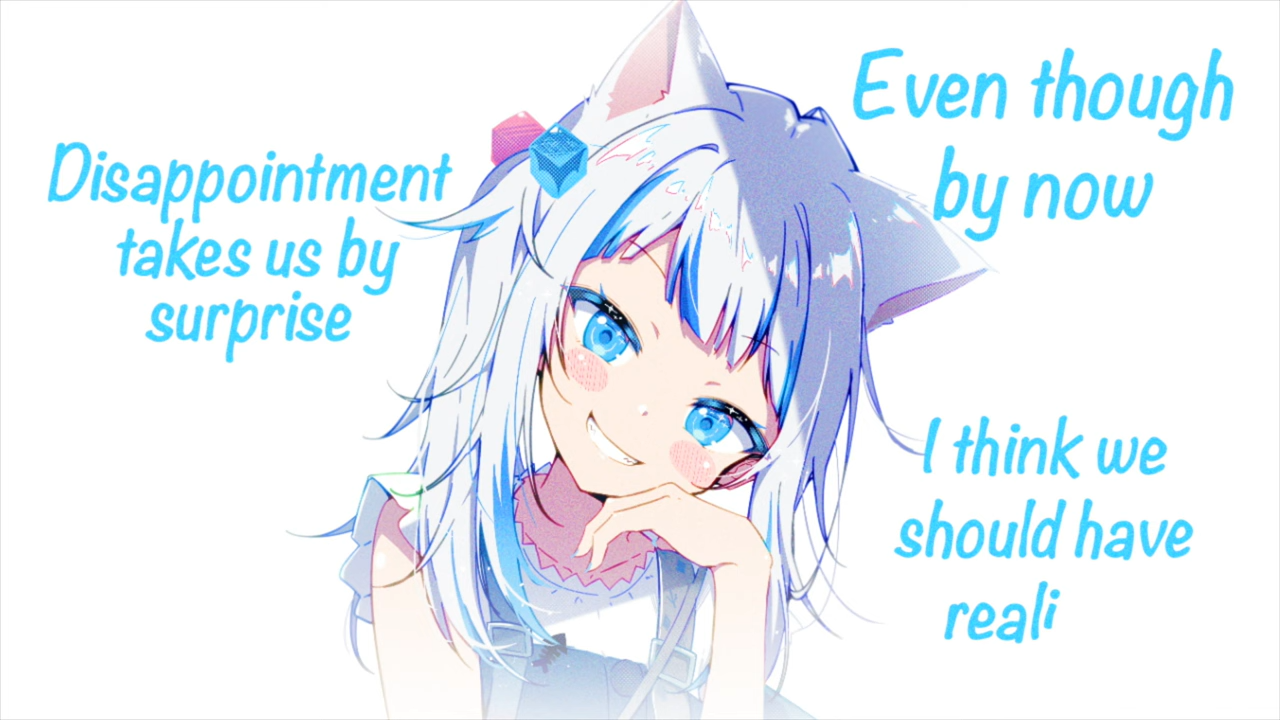 Disappointment
takes us by
surprise
Even though
by now
I think we
should have
reali